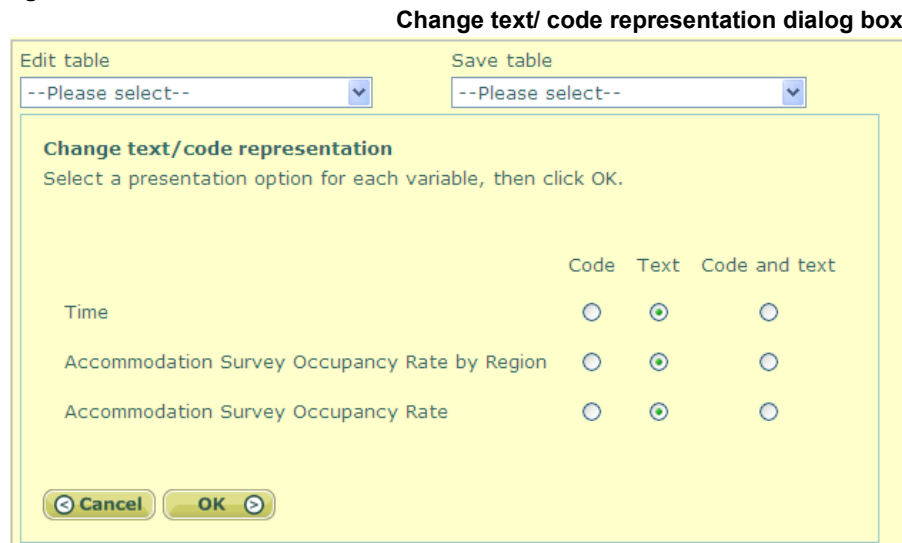 Change text/ code representation dialog box
Edit table Save table
--Please select-- --Please select--
Change text/code representation
Select a presentation option for each variable, then click OK.
Code Text Code and text
Time
Accommodation Survey Occupancy Rate by Region
Accommodation Survey Occupancy Rate
Cancel OK